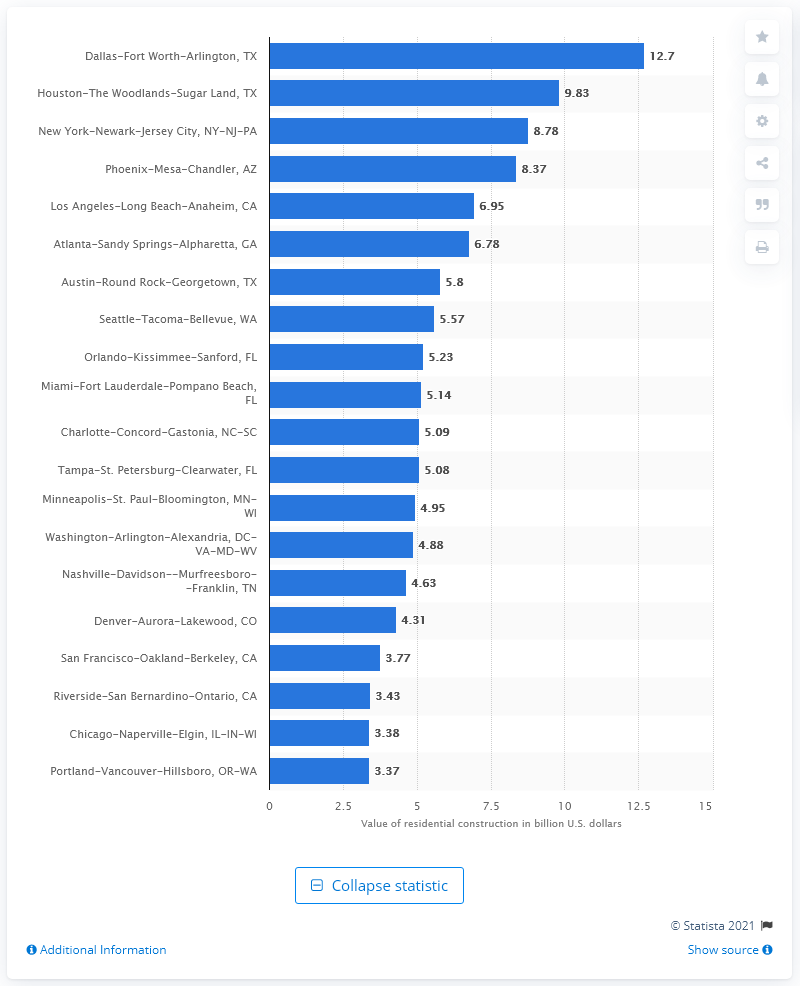 Dallas-Fort Worth-Arlington, TX 12.7
Houston-The Woodlands-Sugar Land, TX 9.83
New York-Newark-Jersey City, NY-NJ-PA 8.78
Phoenix-Mesa-Chandler, AZ 8.37
Los Angeles-Long Beach-Anaheim, CA 6.95
Atlanta-Sandy Springs-Alpharetta, GA 6.78
Austin-Round Rock-Georgetown, TX 5.8
Seattle-Tacoma-Bellevue, WA 5.57
Orlando-Kissimmee-Sanford, FL 5.23
Miami-Fort Lauderdale-Pompano Beach,
FL 5.14
Charlotte-Concord-Gastonia, NC-SC 5.09
Tampa-St. Petersburg-Clearwater, FL 5.08
Minneapolis-St. Paul-Bloomington, MN-
WI 4.95
Washington-Arlington-Alexandria, DC-
VA-MD-WV 4.88
Nashville-Davidson--Murfreesboro-
-Franklin, TN 4.63
Denver-Aurora-Lakewood, CO 4.31
San Francisco-Oakland-Berkeley, CA 3.77
Riverside-San Bernardino-Ontario, CA 3.43
Chicago-Naperville-Elgin, IL-IN-WI 3.38
Portland-Vancouver-Hillsboro, OR-WA 3.37
0 2.5 5 7.5 10 12.5 15
Value of residential construction in billion U.S. dollars
Collapse statistic
© Statista 2021
Additional Information Show source